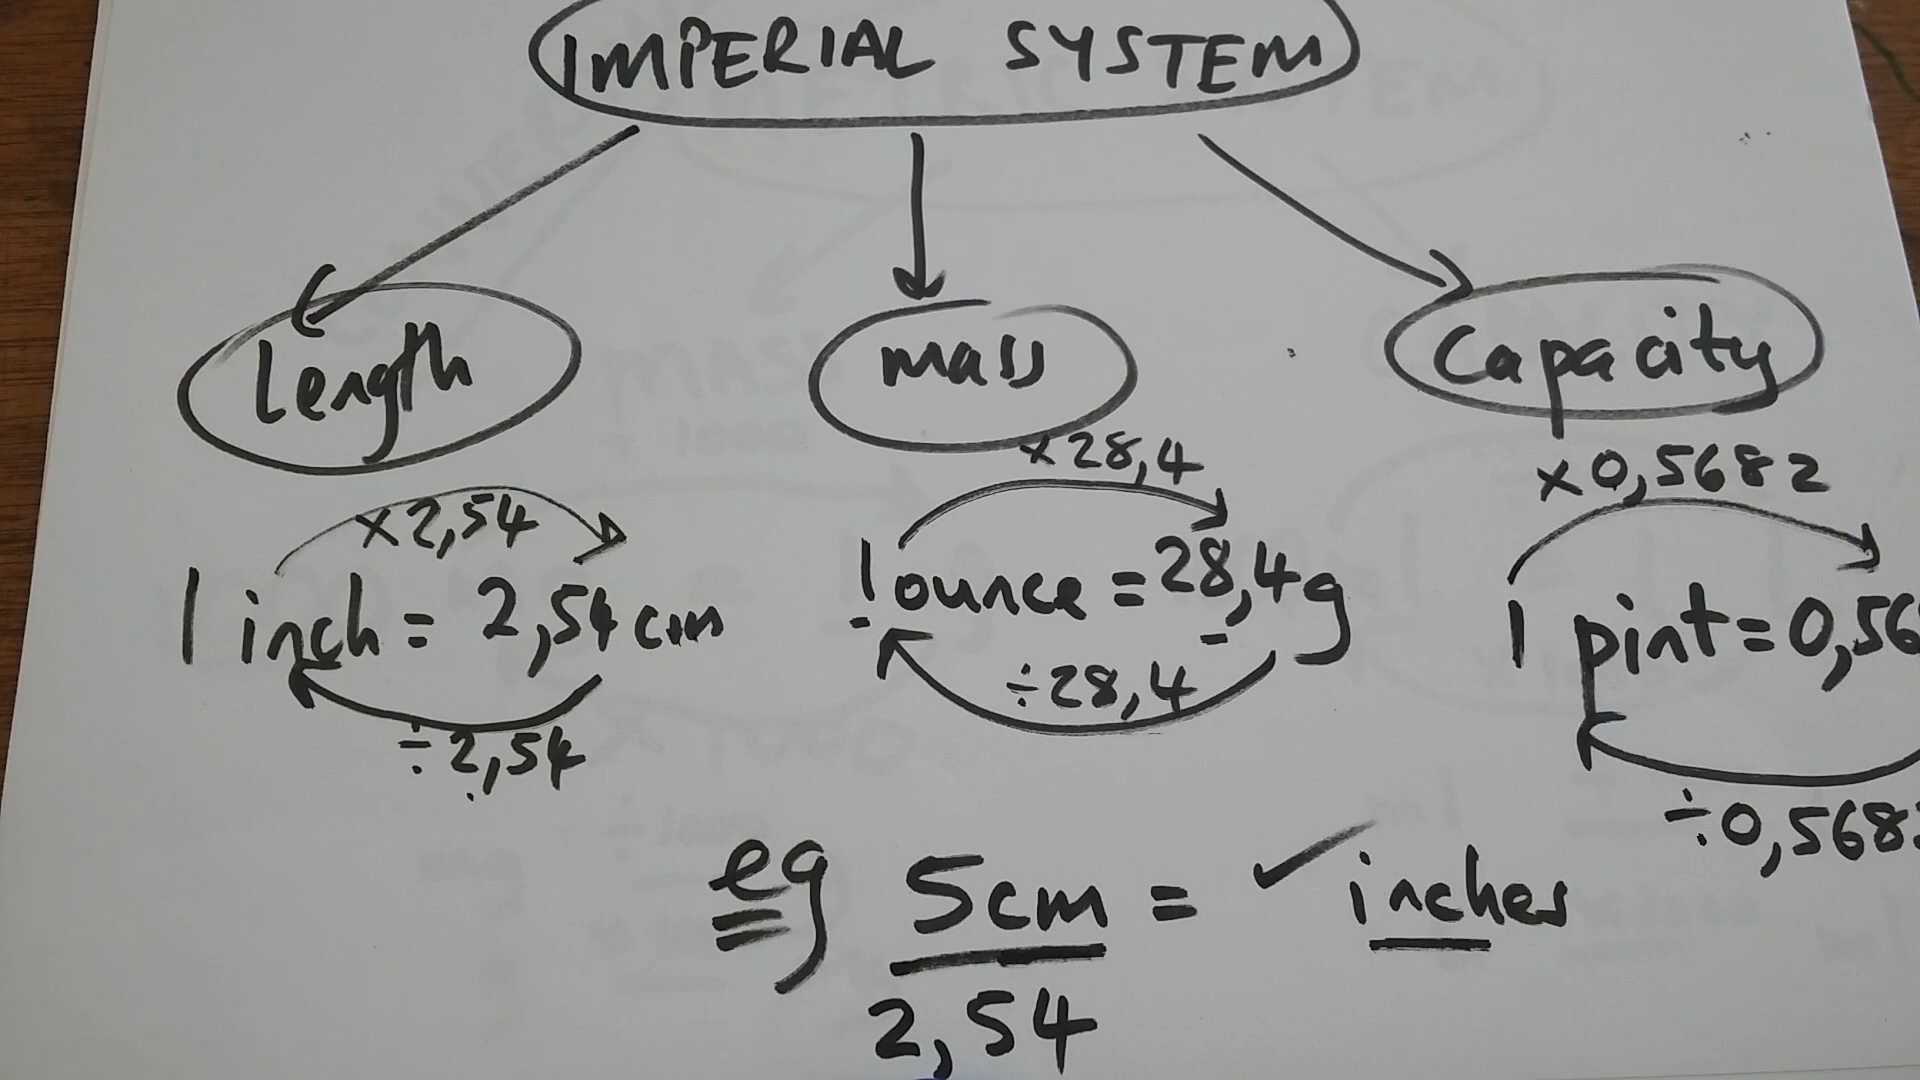 IMPERIAL SYSTEM
Length
mass
Capacity
×2,54
1 inch = 2,54 cm
÷2,54
×28,4
1 ounce = 28,4g
÷28,4
×0,5682
1 pint = 0,56
÷0,568
eg 5cm = ✓ inches
2,54